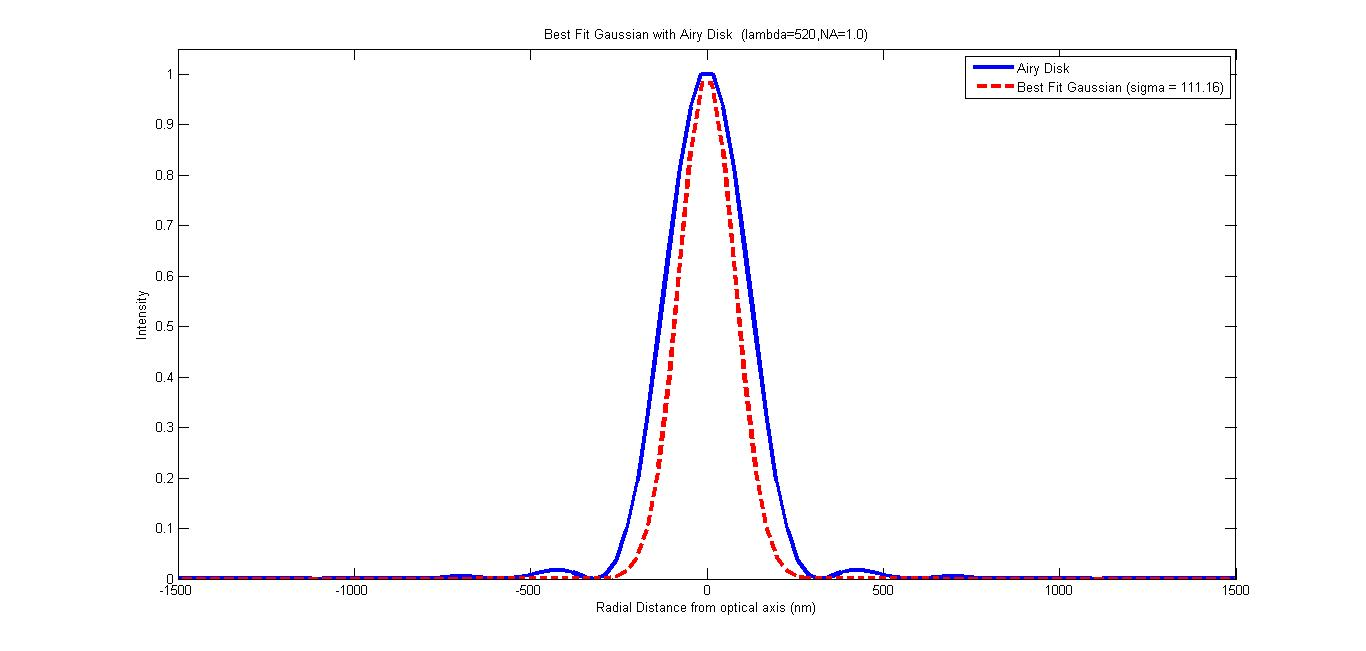 Best Fit Gaussian with Airy Disk  (lambda=520,NA=1.0)
Airy Disk
Best Fit Gaussian (sigma = 111.16)
1
0.9
0.8
0.7
0.6
0.5
0.4
0.3
0.2
0.1
0
Intensity
-1500 -1000 -500 0 500 1000 1500
Radial Distance from optical axis (nm)